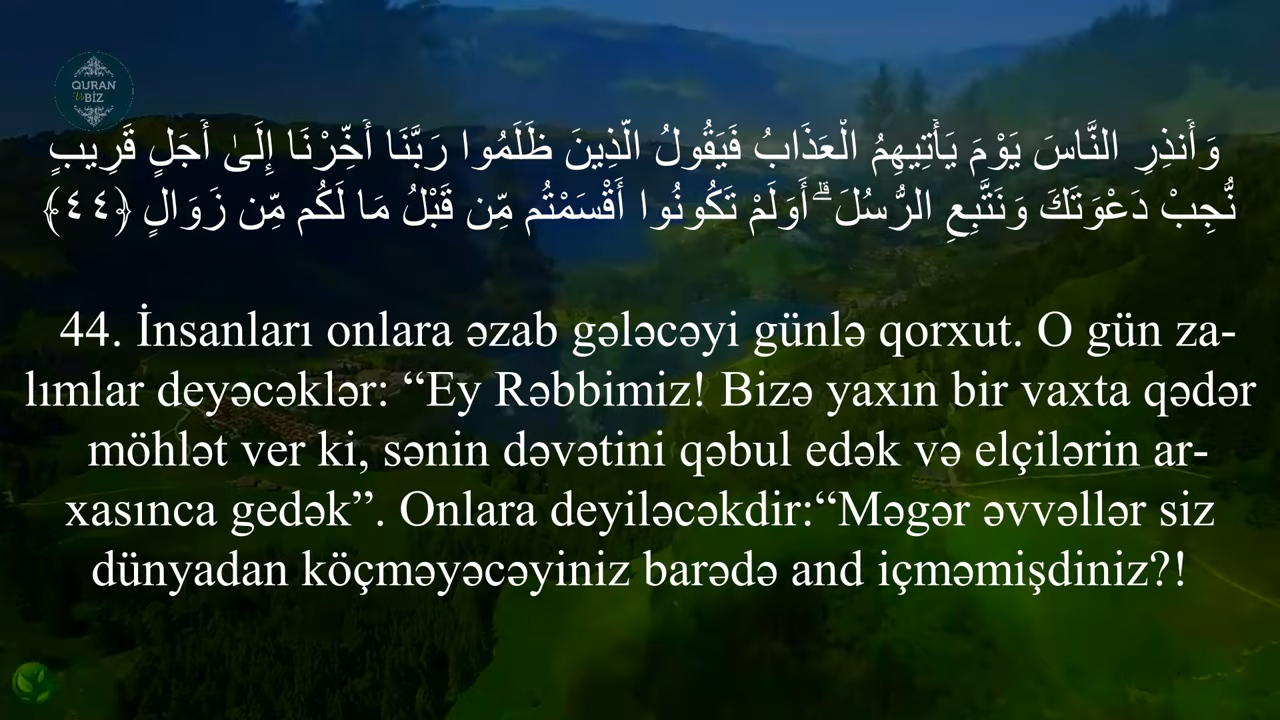 QURAN
Və
BİZ
وَأَنذِرِ النَّاسَ يَوْمَ يَأْتِيهِمُ الْعَذَابُ فَيَقُولُ الَّذِينَ ظَلَمُوا رَبَّنَا أَخِّرْنَا إِلَىٰ أَجَلٍ قَرِيبٍ
نُّجِبْ دَعْوَتَكَ وَنَتَّبِعِ الرُّسُلَ ۗ أَوَلَمْ تَكُونُوا أَقْسَمْتُم مِّن قَبْلُ مَا لَكُم مِّن زَوَالٍ ﴿٤٤﴾
44. İnsanları onlara əzab gələcəyi günlə qorxut. O gün za-
lımlar deyəcəklər: “Ey Rəbbimiz! Bizə yaxın bir vaxta qədər
möhlət ver ki, sənin dəvətini qəbul edək və elçilərin ar-
xasınca gedək”. Onlara deyiləcəkdir:“Məgər əvvəllər siz
dünyadan köçməyəcəyiniz barədə and içməmişdiniz?!